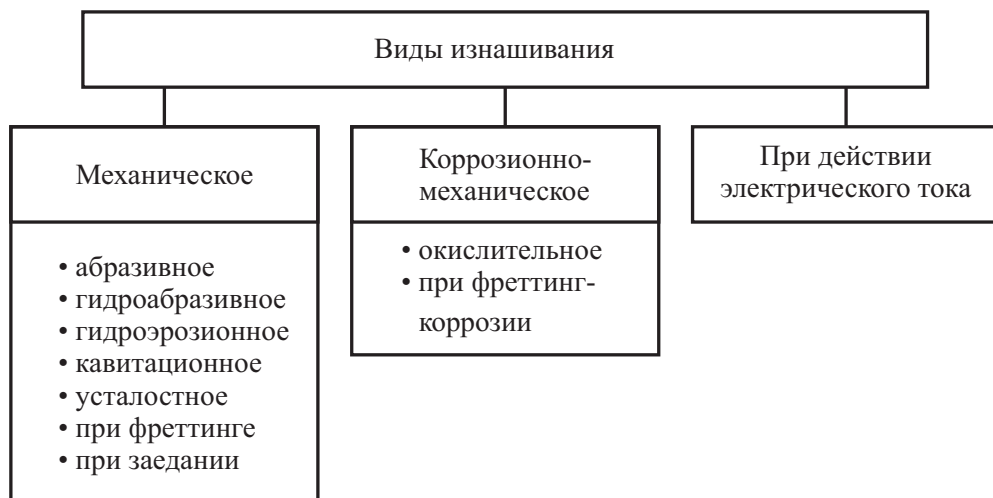 Виды изнашивания
Механическое
• абразивное
• гидроабразивное
• гидроэрозионное
• кавитационное
• усталостное
• при фреттинге
• при заедании
Коррозионно-
механическое
• окислительное
• при фреттинг-
коррозии
При действии
электрического тока